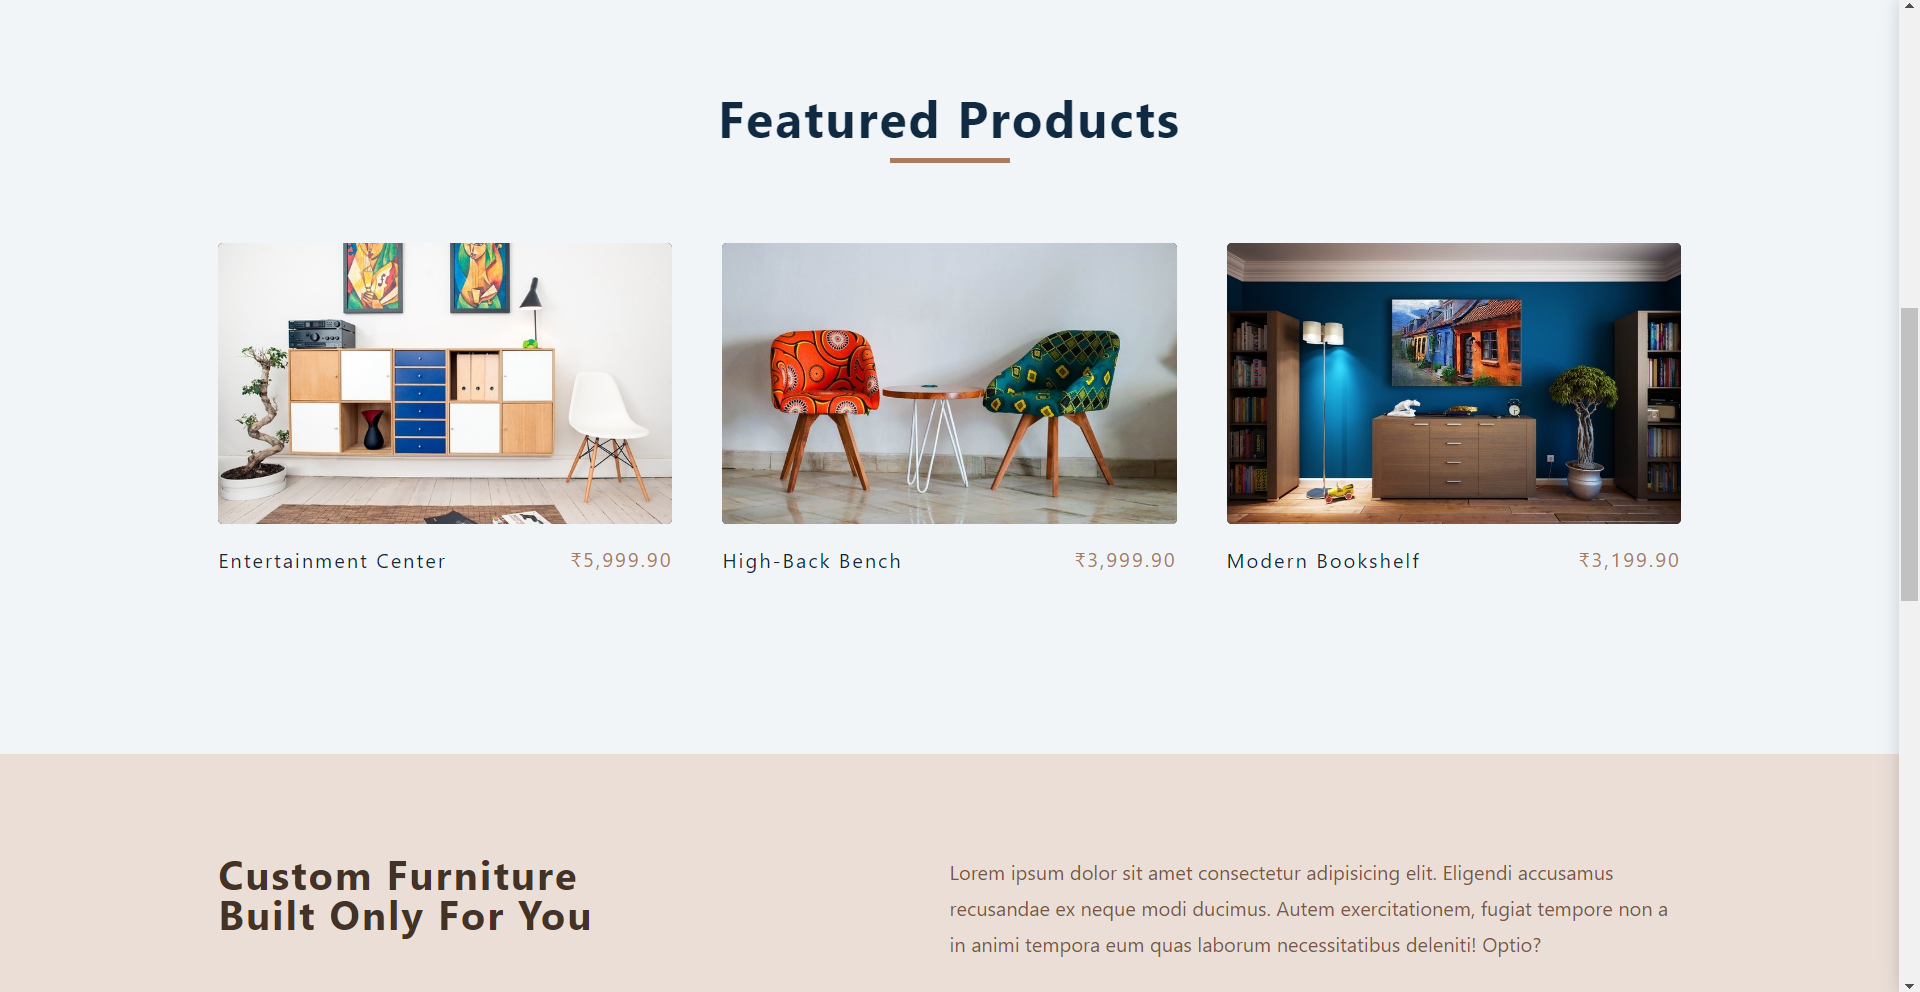 Featured Products
Entertainment Center ₹5,999.90
High-Back Bench ₹3,999.90
Modern Bookshelf ₹3,199.90
Custom Furniture
Built Only For You
Lorem ipsum dolor sit amet consectetur adipisicing elit. Eligendi accusamus
recusandae ex neque modi ducimus. Autem exercitationem, fugiat tempore non a
in animi tempora eum quas laborum necessitatibus deleniti! Optio?